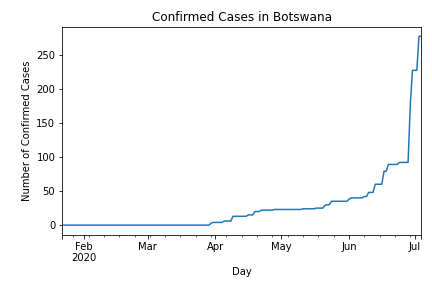 Confirmed Cases in Botswana
Number of Confirmed Cases
250
200
150
100
50
0
Feb Mar Apr May Jun Jul
2020
Day